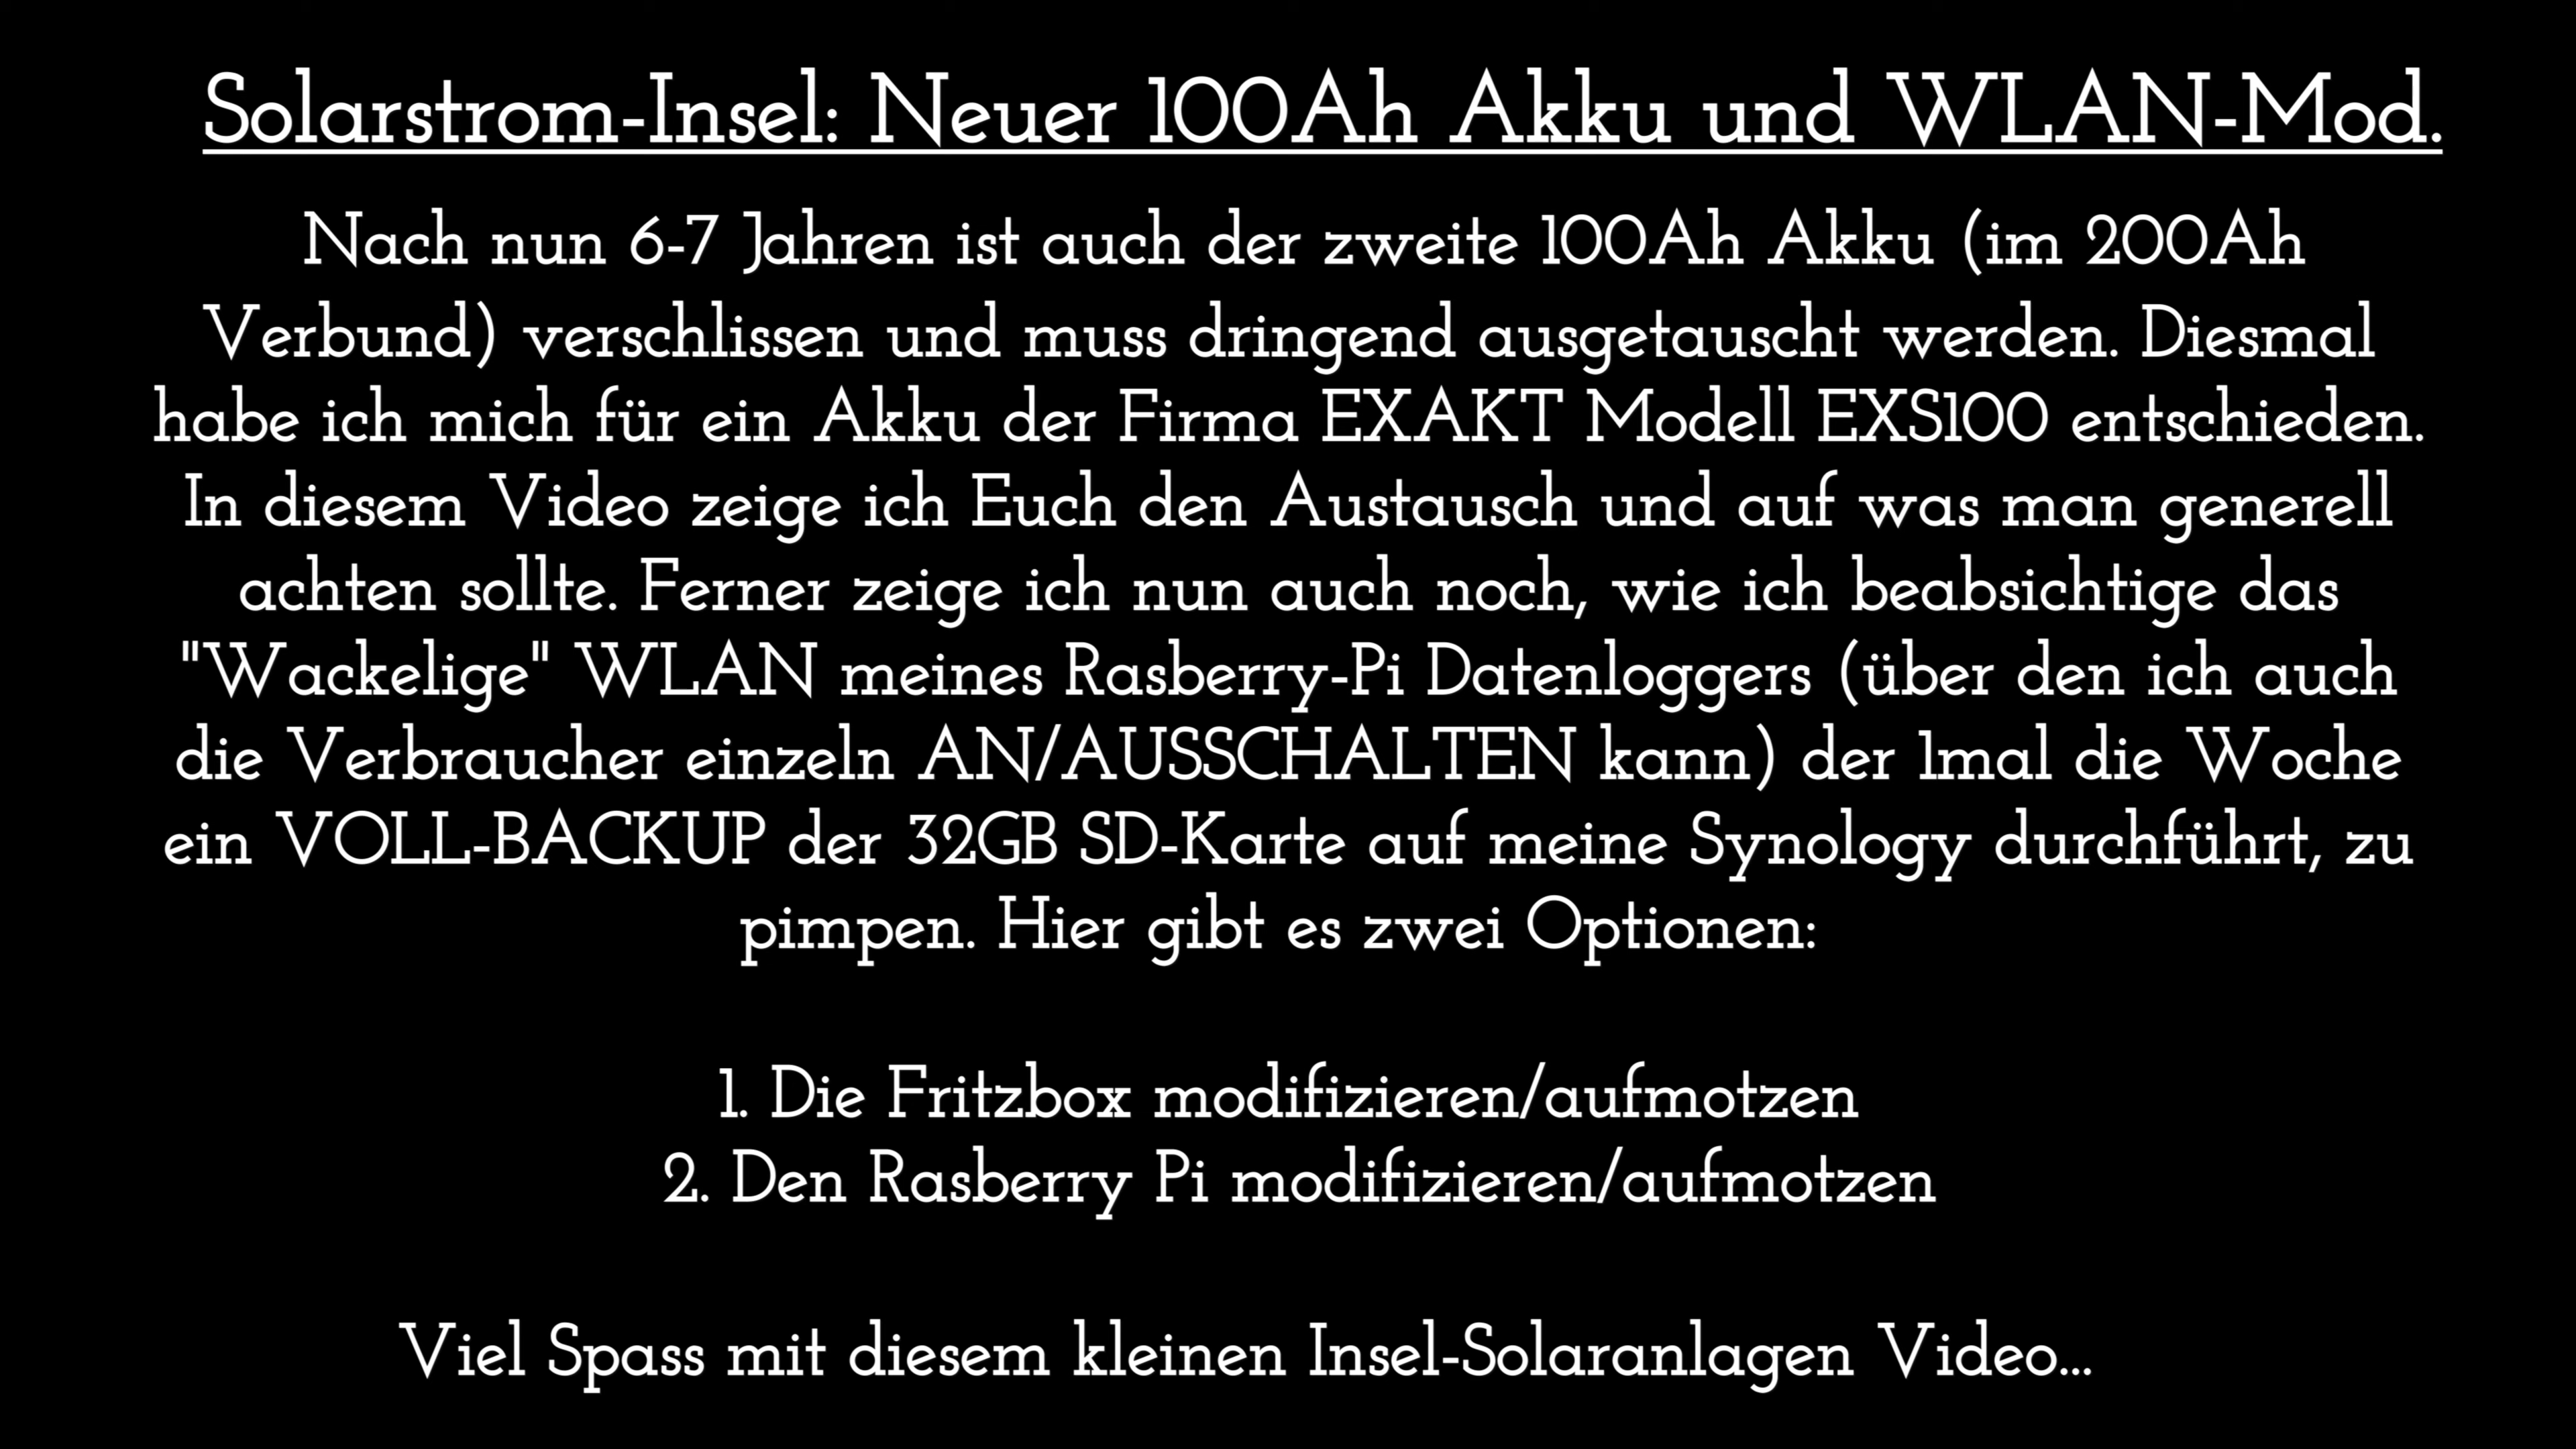 Solarstrom-Insel: Neuer 100Ah Akku und WLAN-Mod.
Nach nun 6-7 Jahren ist auch der zweite 100Ah Akku (im 200Ah
Verbund) verschlissen und muss dringend ausgetauscht werden. Diesmal
habe ich mich für ein Akku der Firma EXAKT Modell EXS100 entschieden.
In diesem Video zeige ich Euch den Austausch und auf was man generell
achten sollte. Ferner zeige ich nun auch noch, wie ich beabsichtige das
"Wackelige" WLAN meines Rasberry-Pi Datenloggers (über den ich auch
die Verbraucher einzeln AN/AUSSCHALTEN kann) der 1mal die Woche
ein VOLL-BACKUP der 32GB SD-Karte auf meine Synology durchführt, zu
pimpen. Hier gibt es zwei Optionen:
1. Die Fritzbox modifizieren/aufmotzen
2. Den Rasberry Pi modifizieren/aufmotzen
Viel Spass mit diesem kleinen Insel-Solaranlagen Video...